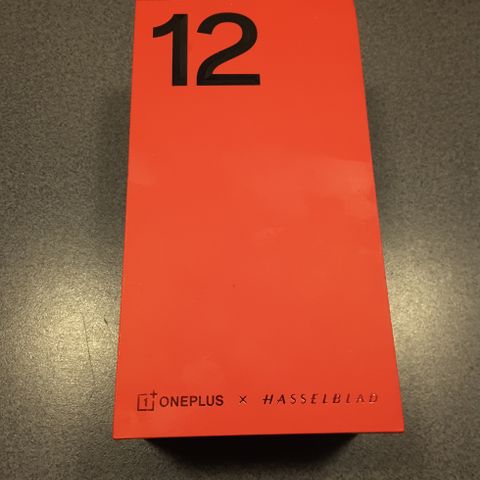 12
1+ ONEPLUS × HASSELBLAD